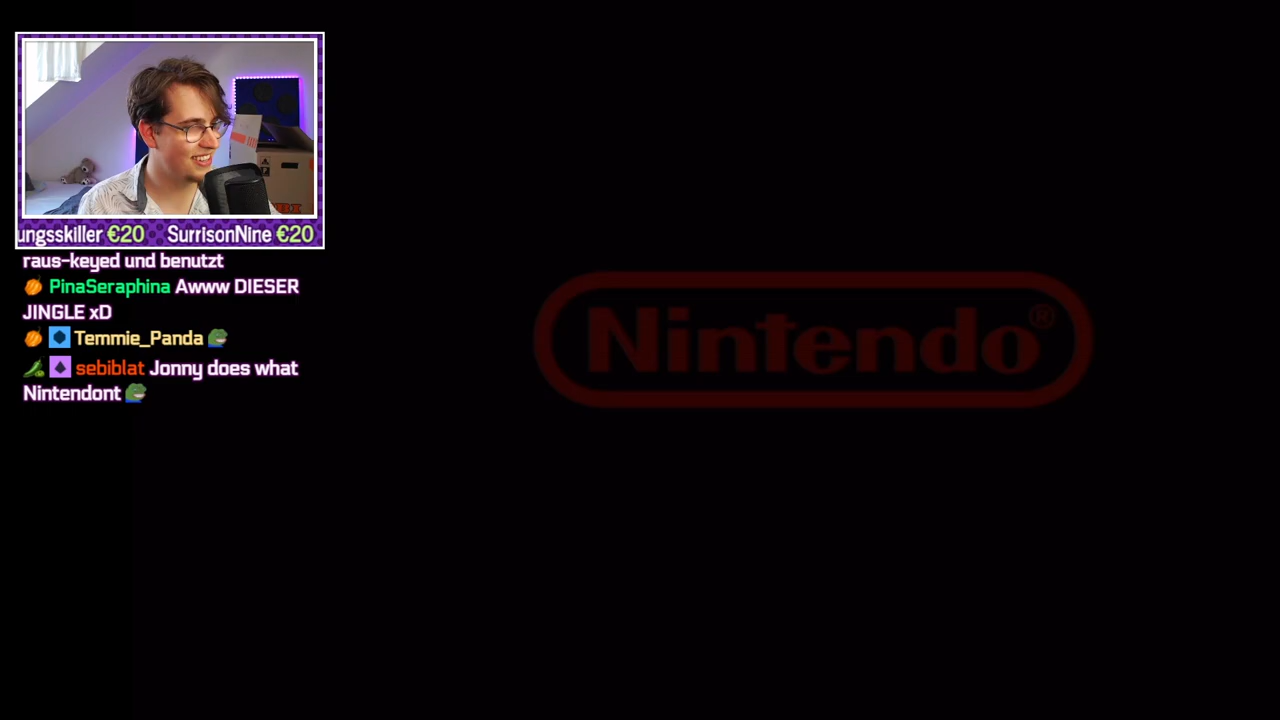 ungsskiller €20 SurrisonNine €20
raus-keyed und benutzt
PinaSeraphina Awww DIESER
JINGLE xD
Temmie_Panda
sebiblat Jonny does what
Nintendont
Nintendo®